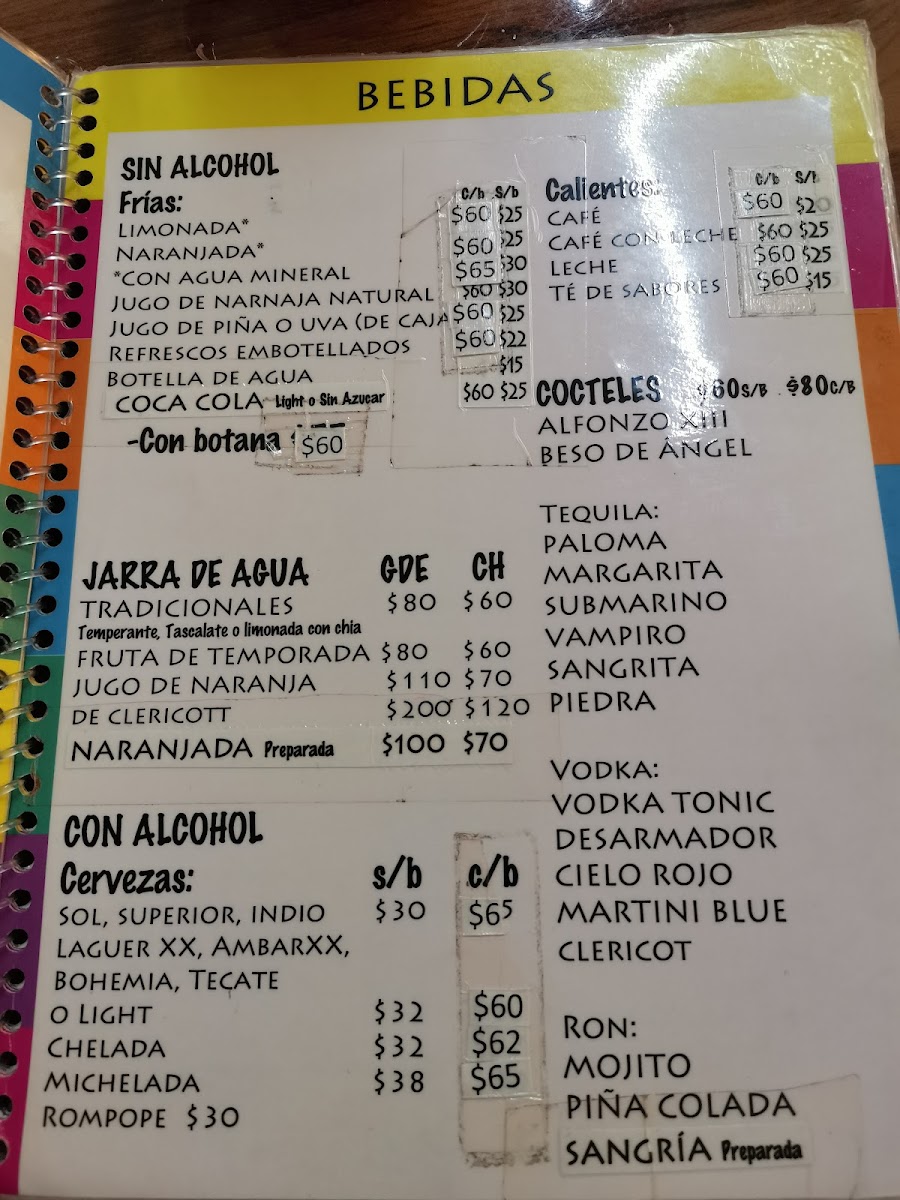 BEBIDAS
SIN ALCOHOL
Frías:
C/b S/b
LIMONADA* $60 $25
NARANJADA* $60 $25
*CON AGUA MINERAL $65 $30
JUGO DE NARNAJA NATURAL $60 $30
JUGO DE PIÑA O UVA (DE CAJA $60 $25
REFRESCOS EMBOTELLADOS $60 $22
BOTELLA DE AGUA $15
COCA COLA Light o Sin Azucar $60 $25
-Con botana $60
Calientes:
C/b S/b
CAFÉ $60 $20
CAFÉ CON LECHE $60 $25
LECHE $60 $25
TÉ DE SABORES $60 $15
COCTELES $60S/B $80C/B
ALFONZO XIII
BESO DE ÁNGEL
TEQUILA:
PALOMA
MARGARITA
SUBMARINO
VAMPIRO
SANGRITA
PIEDRA
VODKA:
VODKA TONIC
DESARMADOR
CIELO ROJO
MARTINI BLUE
CLERICOT
RON:
MOJITO
PIÑA COLADA
SANGRÍA Preparada
JARRA DE AGUA GDE CH
TRADICIONALES $80 $60
Temperante, Tascalate o limonada con chia
FRUTA DE TEMPORADA $80 $60
JUGO DE NARANJA $110 $70
DE CLERICOTT $200 $120
NARANJADA Preparada $100 $70
CON ALCOHOL
Cervezas: s/b c/b
SOL, SUPERIOR, INDIO $30 $65
LAGUER XX, AMBARXX,
BOHEMIA, TECATE
O LIGHT $32 $60
CHELADA $32 $62
MICHELADA $38 $65
ROMPOPE $30